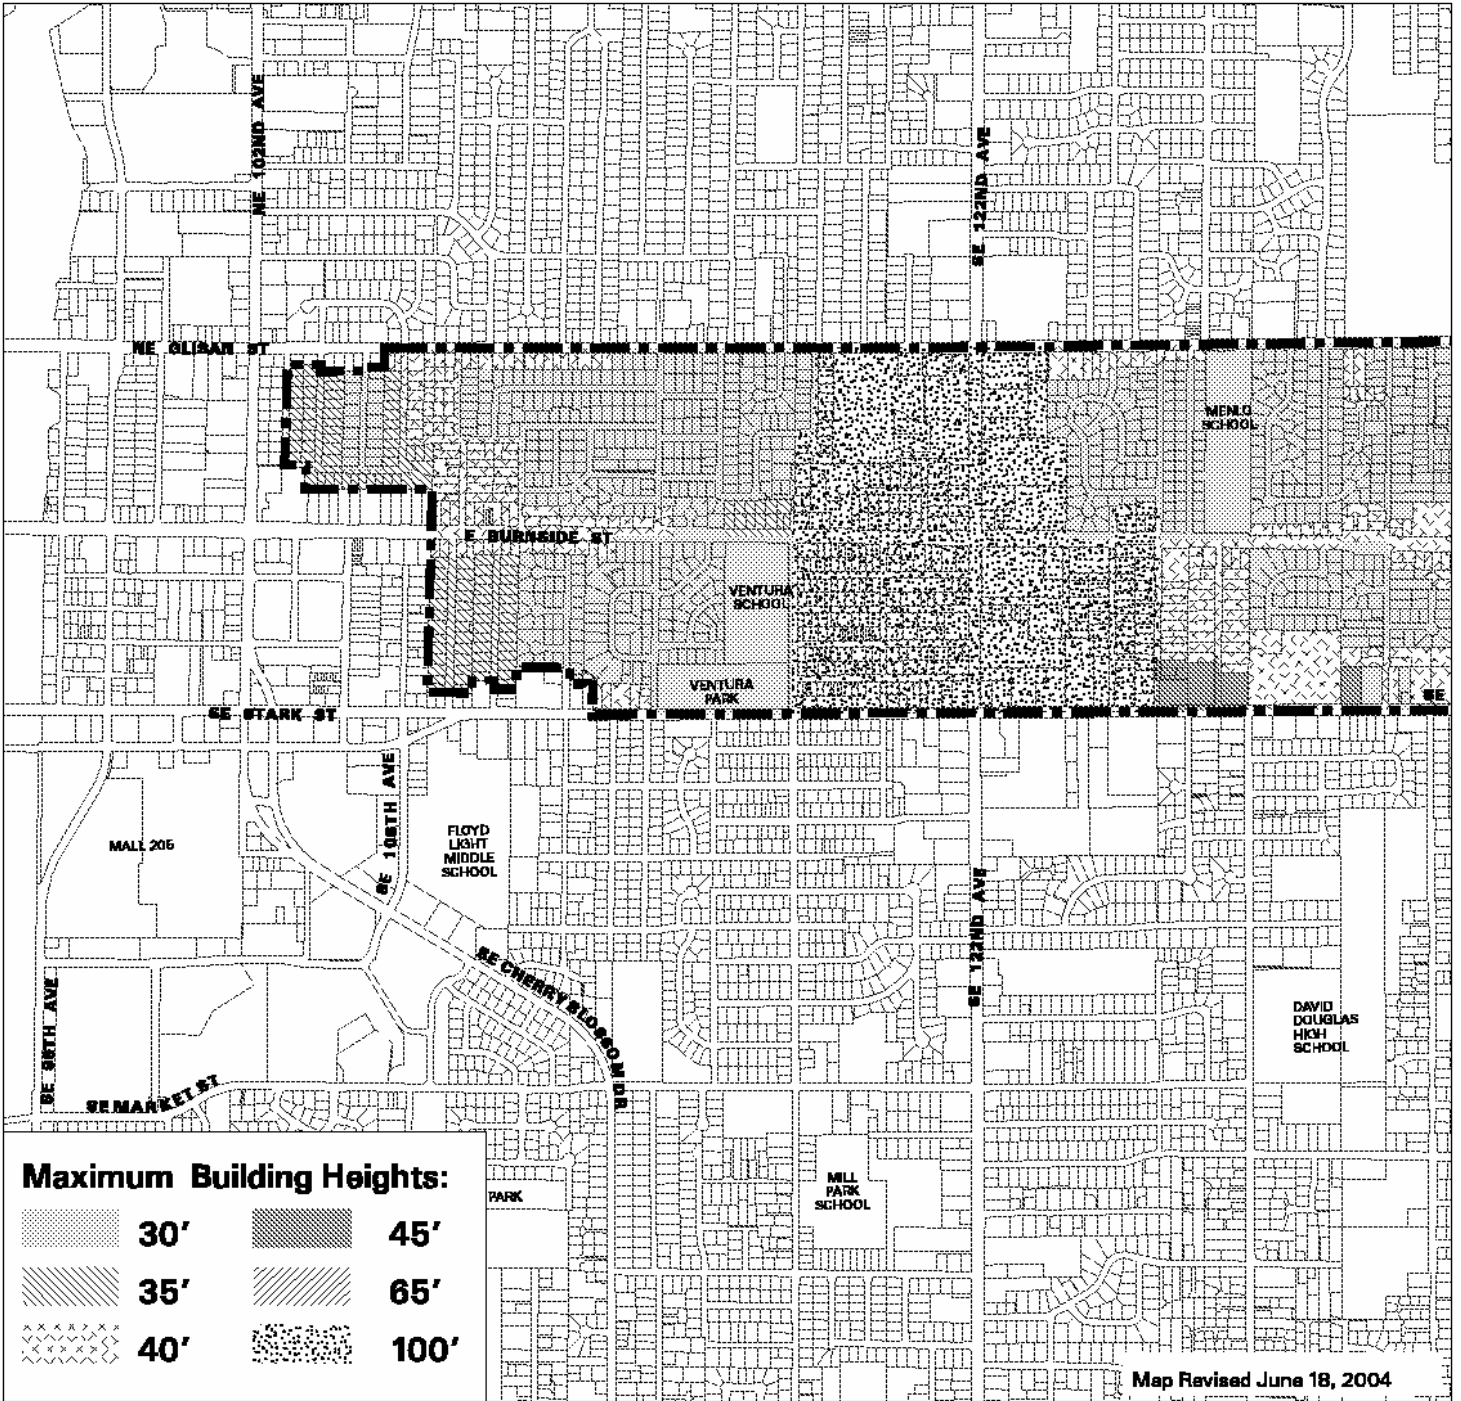 NE 102ND AVE
SE 122ND AVE
NE GLISAN ST
MENLO
SCHOOL
E BURNSIDE ST
VENTURA
SCHOOL
VENTURA
PARK
SE
SE STARK ST
SE 106TH AVE
MALL 205
FLOYD
LIGHT
MIDDLE
SCHOOL
SE 122ND AVE
SE CHERRY BLOSSOM DR
SE 96TH AVE
DAVID
DOUGLAS
HIGH
SCHOOL
SE MARKET ST
Maximum Building Heights:
30' 45'
35' 65'
40' 100'
PARK
MILL
PARK
SCHOOL
Map Revised June 18, 2004